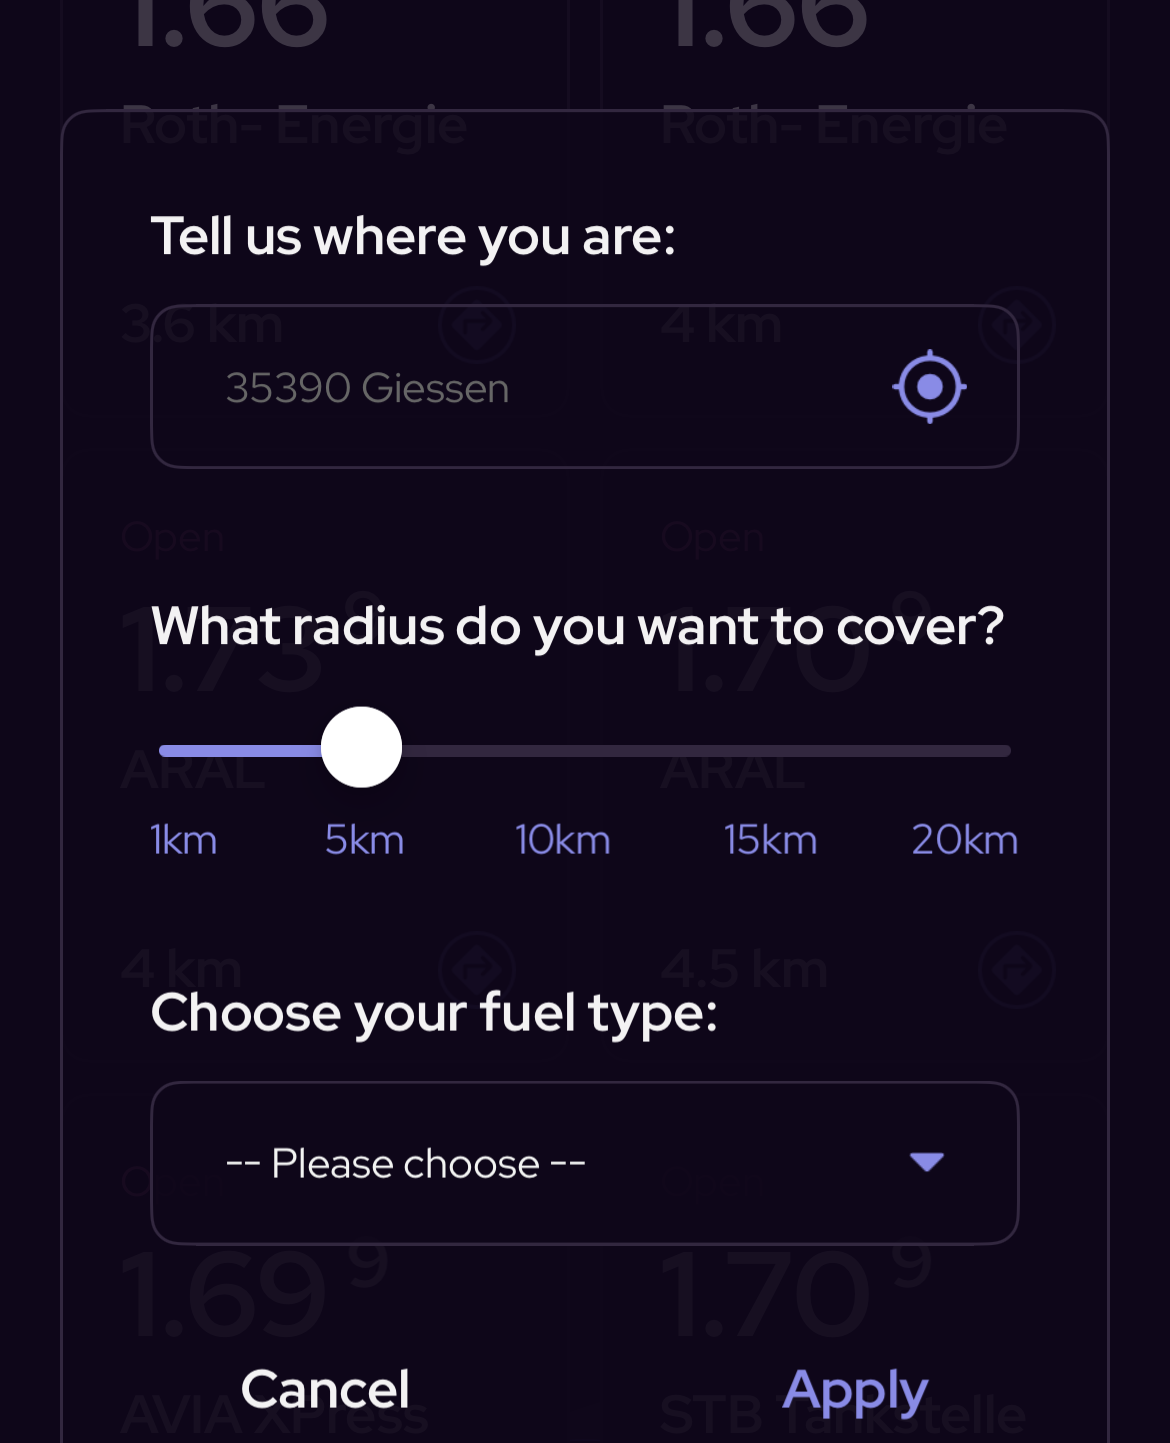 1.66 1.66
Roth- Energie Roth- Energie
Tell us where you are:
3.6 km 4 km
35390 Giessen
Open Open
1.73 9 1.70 9
What radius do you want to cover?
ARAL ARAL
1km 5km 10km 15km 20km
4 km 4.5 km
Choose your fuel type:
-- Please choose --
1.69 9 1.70 9
Cancel Apply
AVIA XPress STB Tankstelle